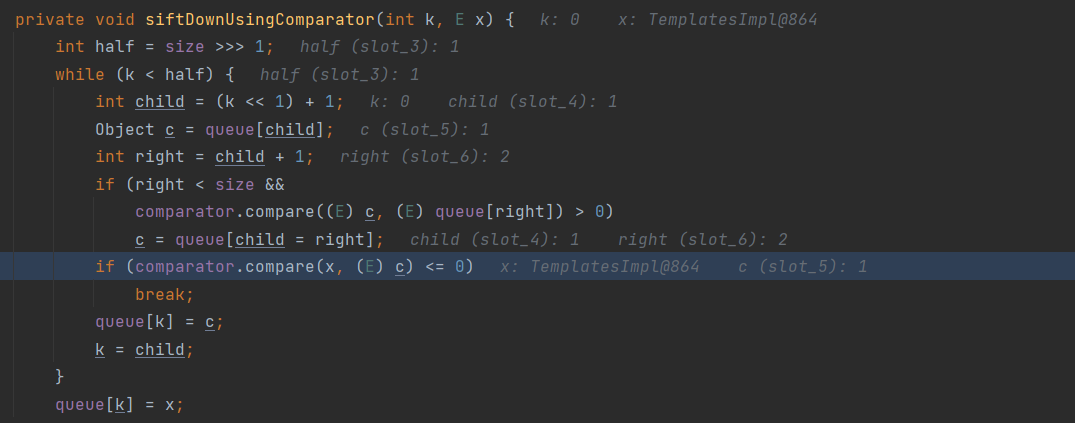 private void siftDownUsingComparator(int k, E x) {   k: 0    x: TemplatesImpl@864
    int half = size >>> 1;   half (slot_3): 1
    while (k < half) {   half (slot_3): 1
        int child = (k << 1) + 1;   k: 0    child (slot_4): 1
        Object c = queue[child];   c (slot_5): 1
        int right = child + 1;   right (slot_6): 2
        if (right < size &&
            comparator.compare((E) c, (E) queue[right]) > 0)
            c = queue[child = right];   child (slot_4): 1    right (slot_6): 2
        if (comparator.compare(x, (E) c) <= 0)   x: TemplatesImpl@864    c (slot_5): 1
            break;
        queue[k] = c;
        k = child;
    }
    queue[k] = x;